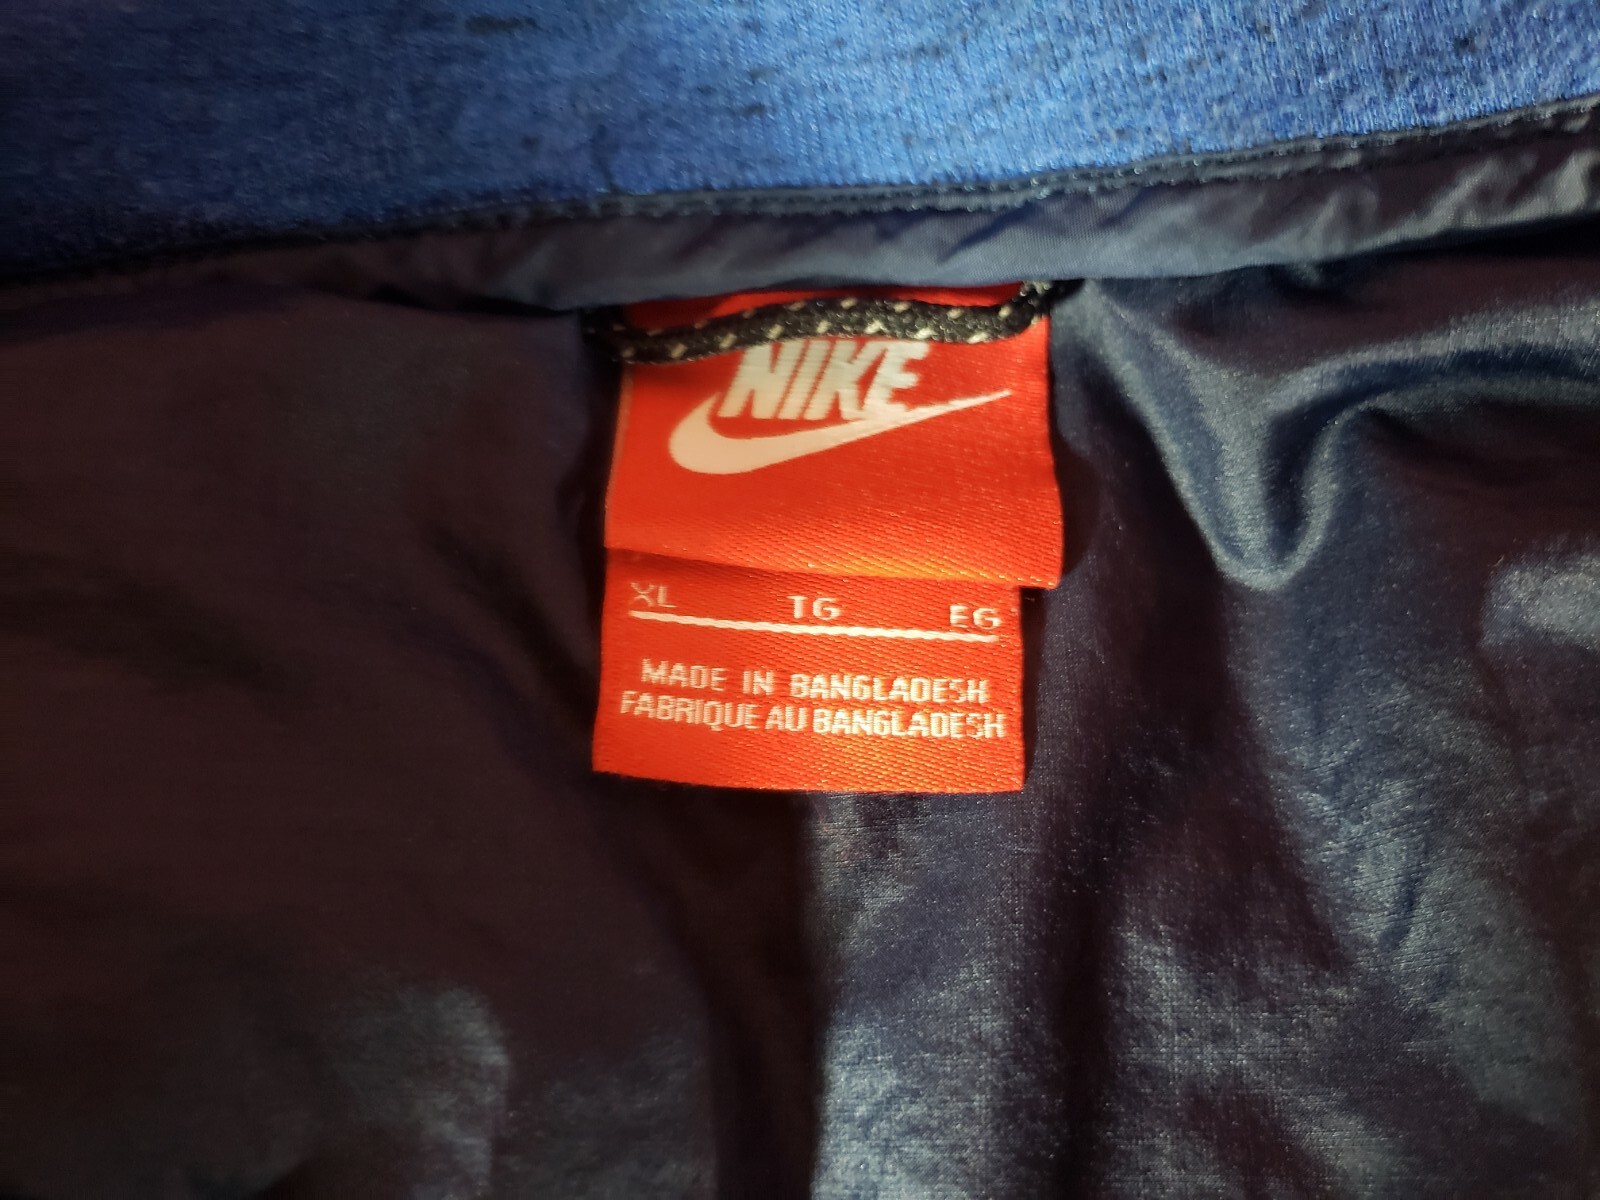 NIKE
XL TG EG
MADE IN BANGLADESH
FABRIQUE AU BANGLADESH